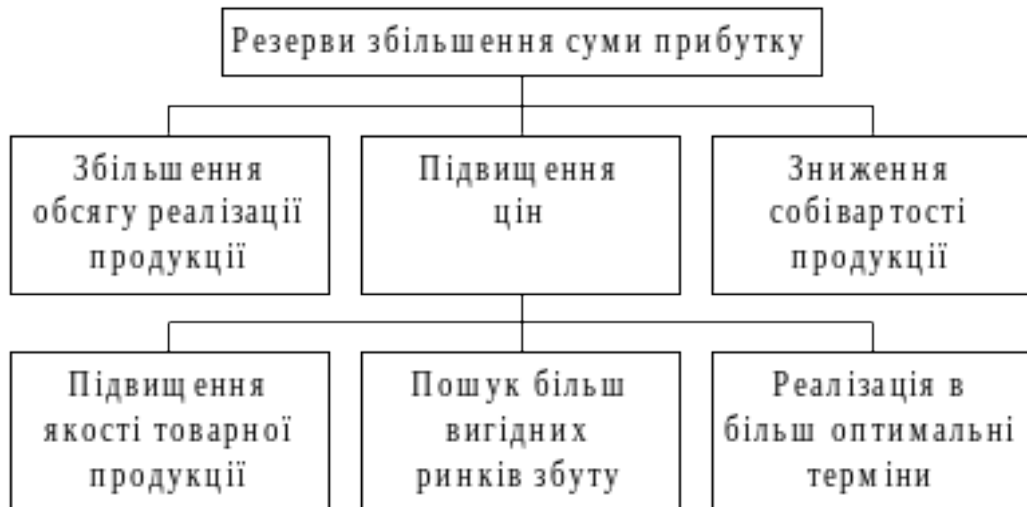 Резерви збільшення суми прибутку
Збільшення
обсягу реалізації
продукції
Підвищення
цін
Зниження
собівартості
продукції
Підвищення
якості товарної
продукції
Пошук більш
вигідних
ринків збуту
Реалізація в
більш оптимальні
терміни